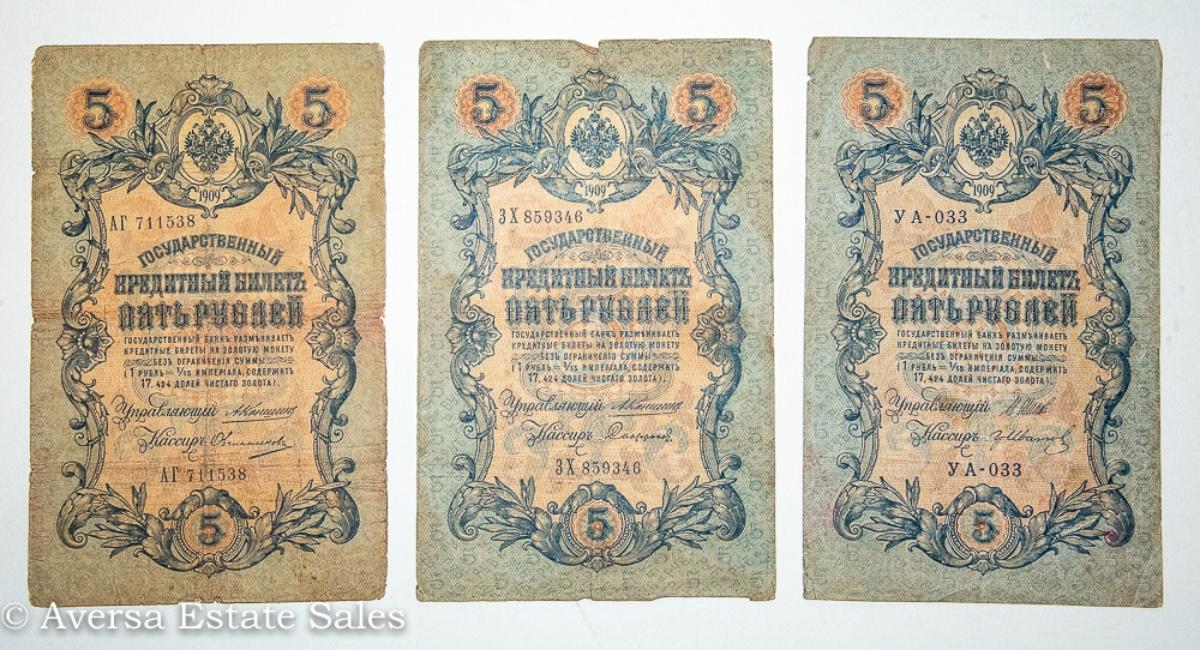 5 5
1909
АГ 711538
ГОСУДАРСТВЕННЫЙ
КРЕДИТНЫЙ БИЛЕТЪ
ПЯТЬ РУБЛЕЙ
ГОСУДАРСТВЕННЫЙ БАНКЪ РАЗМѢНИВАЕТЪ
КРЕДИТНЫЕ БИЛЕТЫ НА ЗОЛОТУЮ МОНЕТУ
БЕЗЪ ОГРАНИЧЕНІЯ СУММЫ
(1 РУБЛЬ = 1/15 ИМПЕРІАЛА, СОДЕРЖИТЪ
17, 424 ДОЛЕЙ ЧИСТАГО ЗОЛОТА).
Управляющій
Кассиръ
АГ 711538
5
5 5
1909
ЗХ 859346
ГОСУДАРСТВЕННЫЙ
КРЕДИТНЫЙ БИЛЕТЪ
ПЯТЬ РУБЛЕЙ
ГОСУДАРСТВЕННЫЙ БАНКЪ РАЗМѢНИВАЕТЪ
КРЕДИТНЫЕ БИЛЕТЫ НА ЗОЛОТУЮ МОНЕТУ
БЕЗЪ ОГРАНИЧЕНІЯ СУММЫ
(1 РУБЛЬ = 1/15 ИМПЕРІАЛА, СОДЕРЖИТЪ
17, 424 ДОЛЕЙ ЧИСТАГО ЗОЛОТА).
Управляющій
Кассиръ
ЗХ 859346
5
5 5
1909
УА-033
ГОСУДАРСТВЕННЫЙ
КРЕДИТНЫЙ БИЛЕТЪ
ПЯТЬ РУБЛЕЙ
ГОСУДАРСТВЕННЫЙ БАНКЪ РАЗМѢНИВАЕТЪ
КРЕДИТНЫЕ БИЛЕТЫ НА ЗОЛОТУЮ МОНЕТУ
БЕЗЪ ОГРАНИЧЕНІЯ СУММЫ
(1 РУБЛЬ = 1/15 ИМПЕРІАЛА, СОДЕРЖИТЪ
17, 424 ДОЛЕЙ ЧИСТАГО ЗОЛОТА).
Управляющій
Кассиръ
УА-033
5
© Aversa Estate Sales